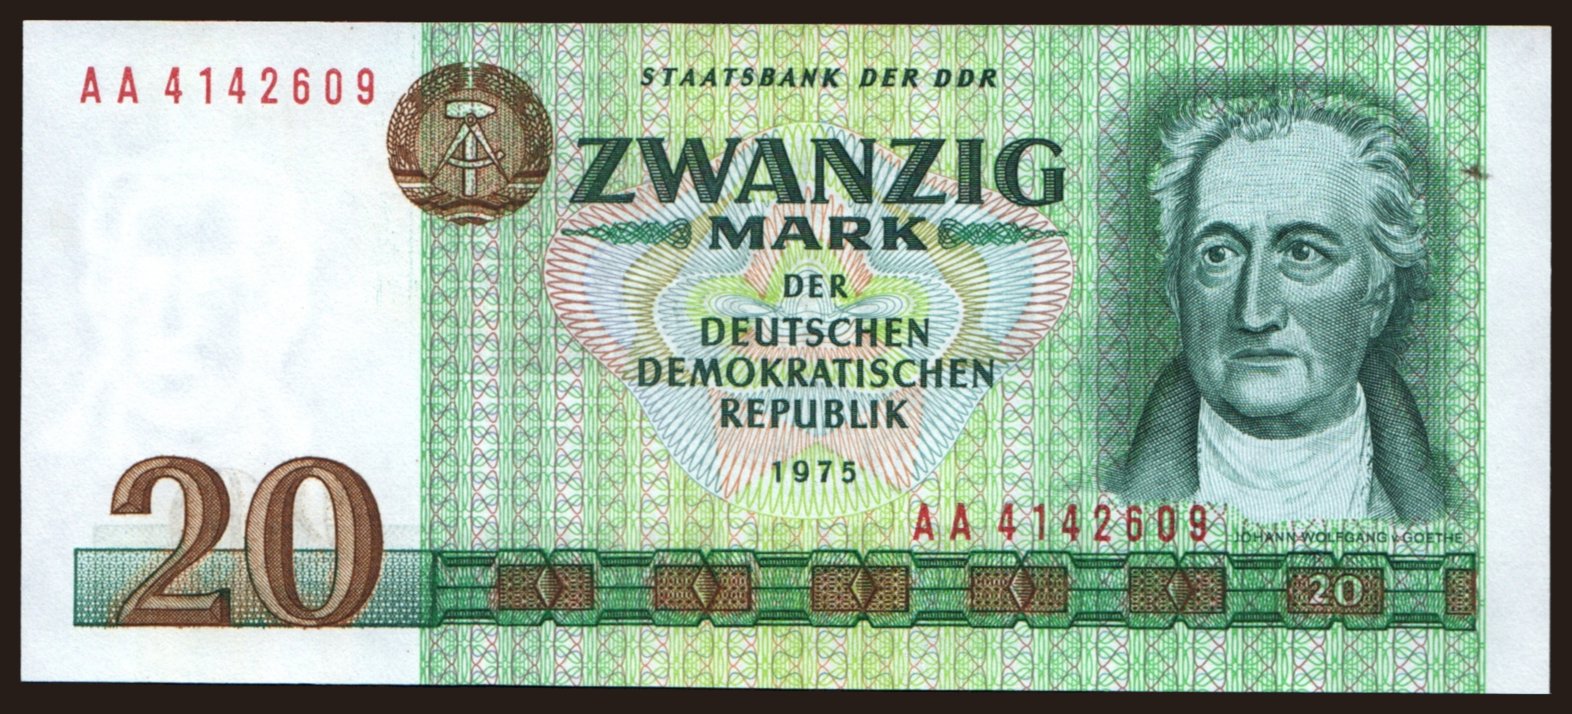 AA 4142609
STAATSBANK DER DDR
ZWANZIG
MARK
DER
DEUTSCHEN
DEMOKRATISCHEN
REPUBLIK
1975
20
AA 4142609
JOHANN WOLFGANG v. GOETHE
20